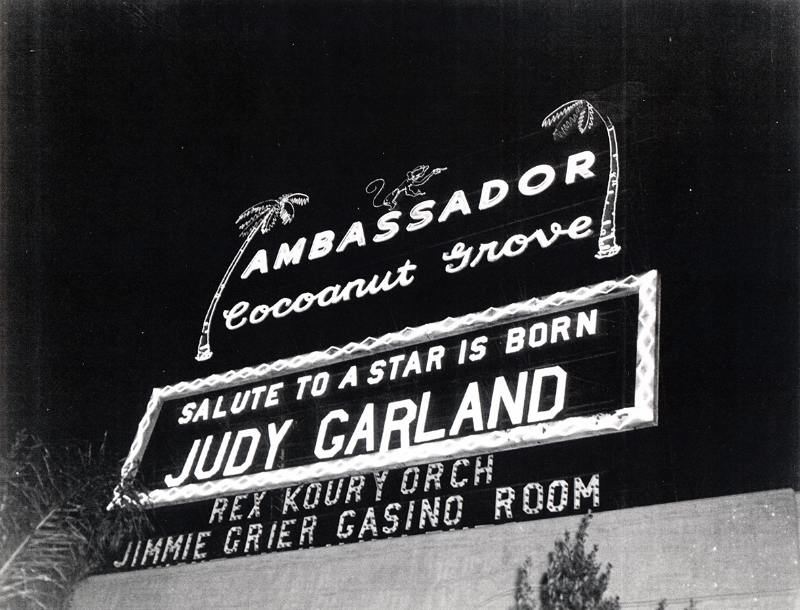 AMBASSADOR
Cocoanut Grove
SALUTE TO A STAR IS BORN
JUDY GARLAND
REX KOURY ORCH
JIMMIE GRIER CASINO ROOM